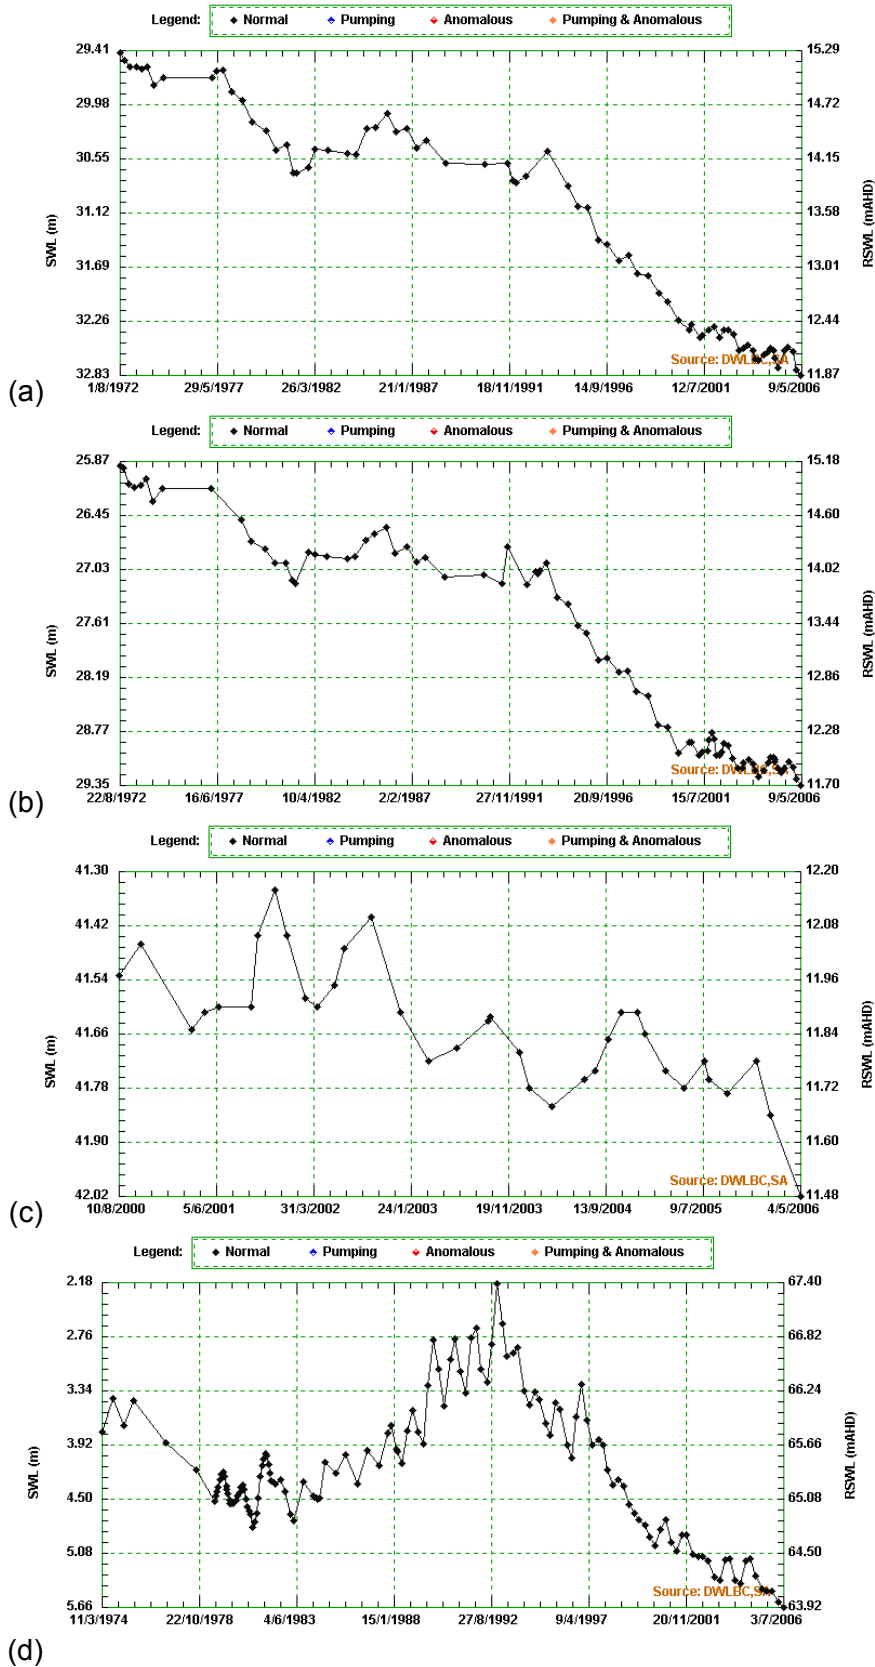 Legend: Normal Pumping Anomalous Pumping & Anomalous
29.41 15.29
29.98 14.72
30.55 14.15
SWL (m) 31.12 13.58 RSWL (mAHD)
31.69 13.01
32.26 12.44
Source: DWLBC,SA
32.83 11.87
1/8/1972 29/5/1977 26/3/1982 21/1/1987 18/11/1991 14/9/1996 12/7/2001 9/5/2006
(a)
Legend: Normal Pumping Anomalous Pumping & Anomalous
25.87 15.18
26.45 14.60
27.03 14.02
SWL (m) 27.61 13.44 RSWL (mAHD)
28.19 12.86
28.77 12.28
Source: DWLBC,SA
29.35 11.70
22/8/1972 16/6/1977 10/4/1982 2/2/1987 27/11/1991 20/9/1996 15/7/2001 9/5/2006
(b)
Legend: Normal Pumping Anomalous Pumping & Anomalous
41.30 12.20
41.42 12.08
41.54 11.96
SWL (m) 41.66 11.84 RSWL (mAHD)
41.78 11.72
41.90 11.60
Source: DWLBC,SA
42.02 11.48
10/8/2000 5/6/2001 31/3/2002 24/1/2003 19/11/2003 13/9/2004 9/7/2005 4/5/2006
(c)
Legend: Normal Pumping Anomalous Pumping & Anomalous
2.18 67.40
2.76 66.82
3.34 66.24
SWL (m) 3.92 65.66 RSWL (mAHD)
4.50 65.08
5.08 64.50
Source: DWLBC,SA
5.66 63.92
11/3/1974 22/10/1978 4/6/1983 15/1/1988 27/8/1992 9/4/1997 20/11/2001 3/7/2006
(d)